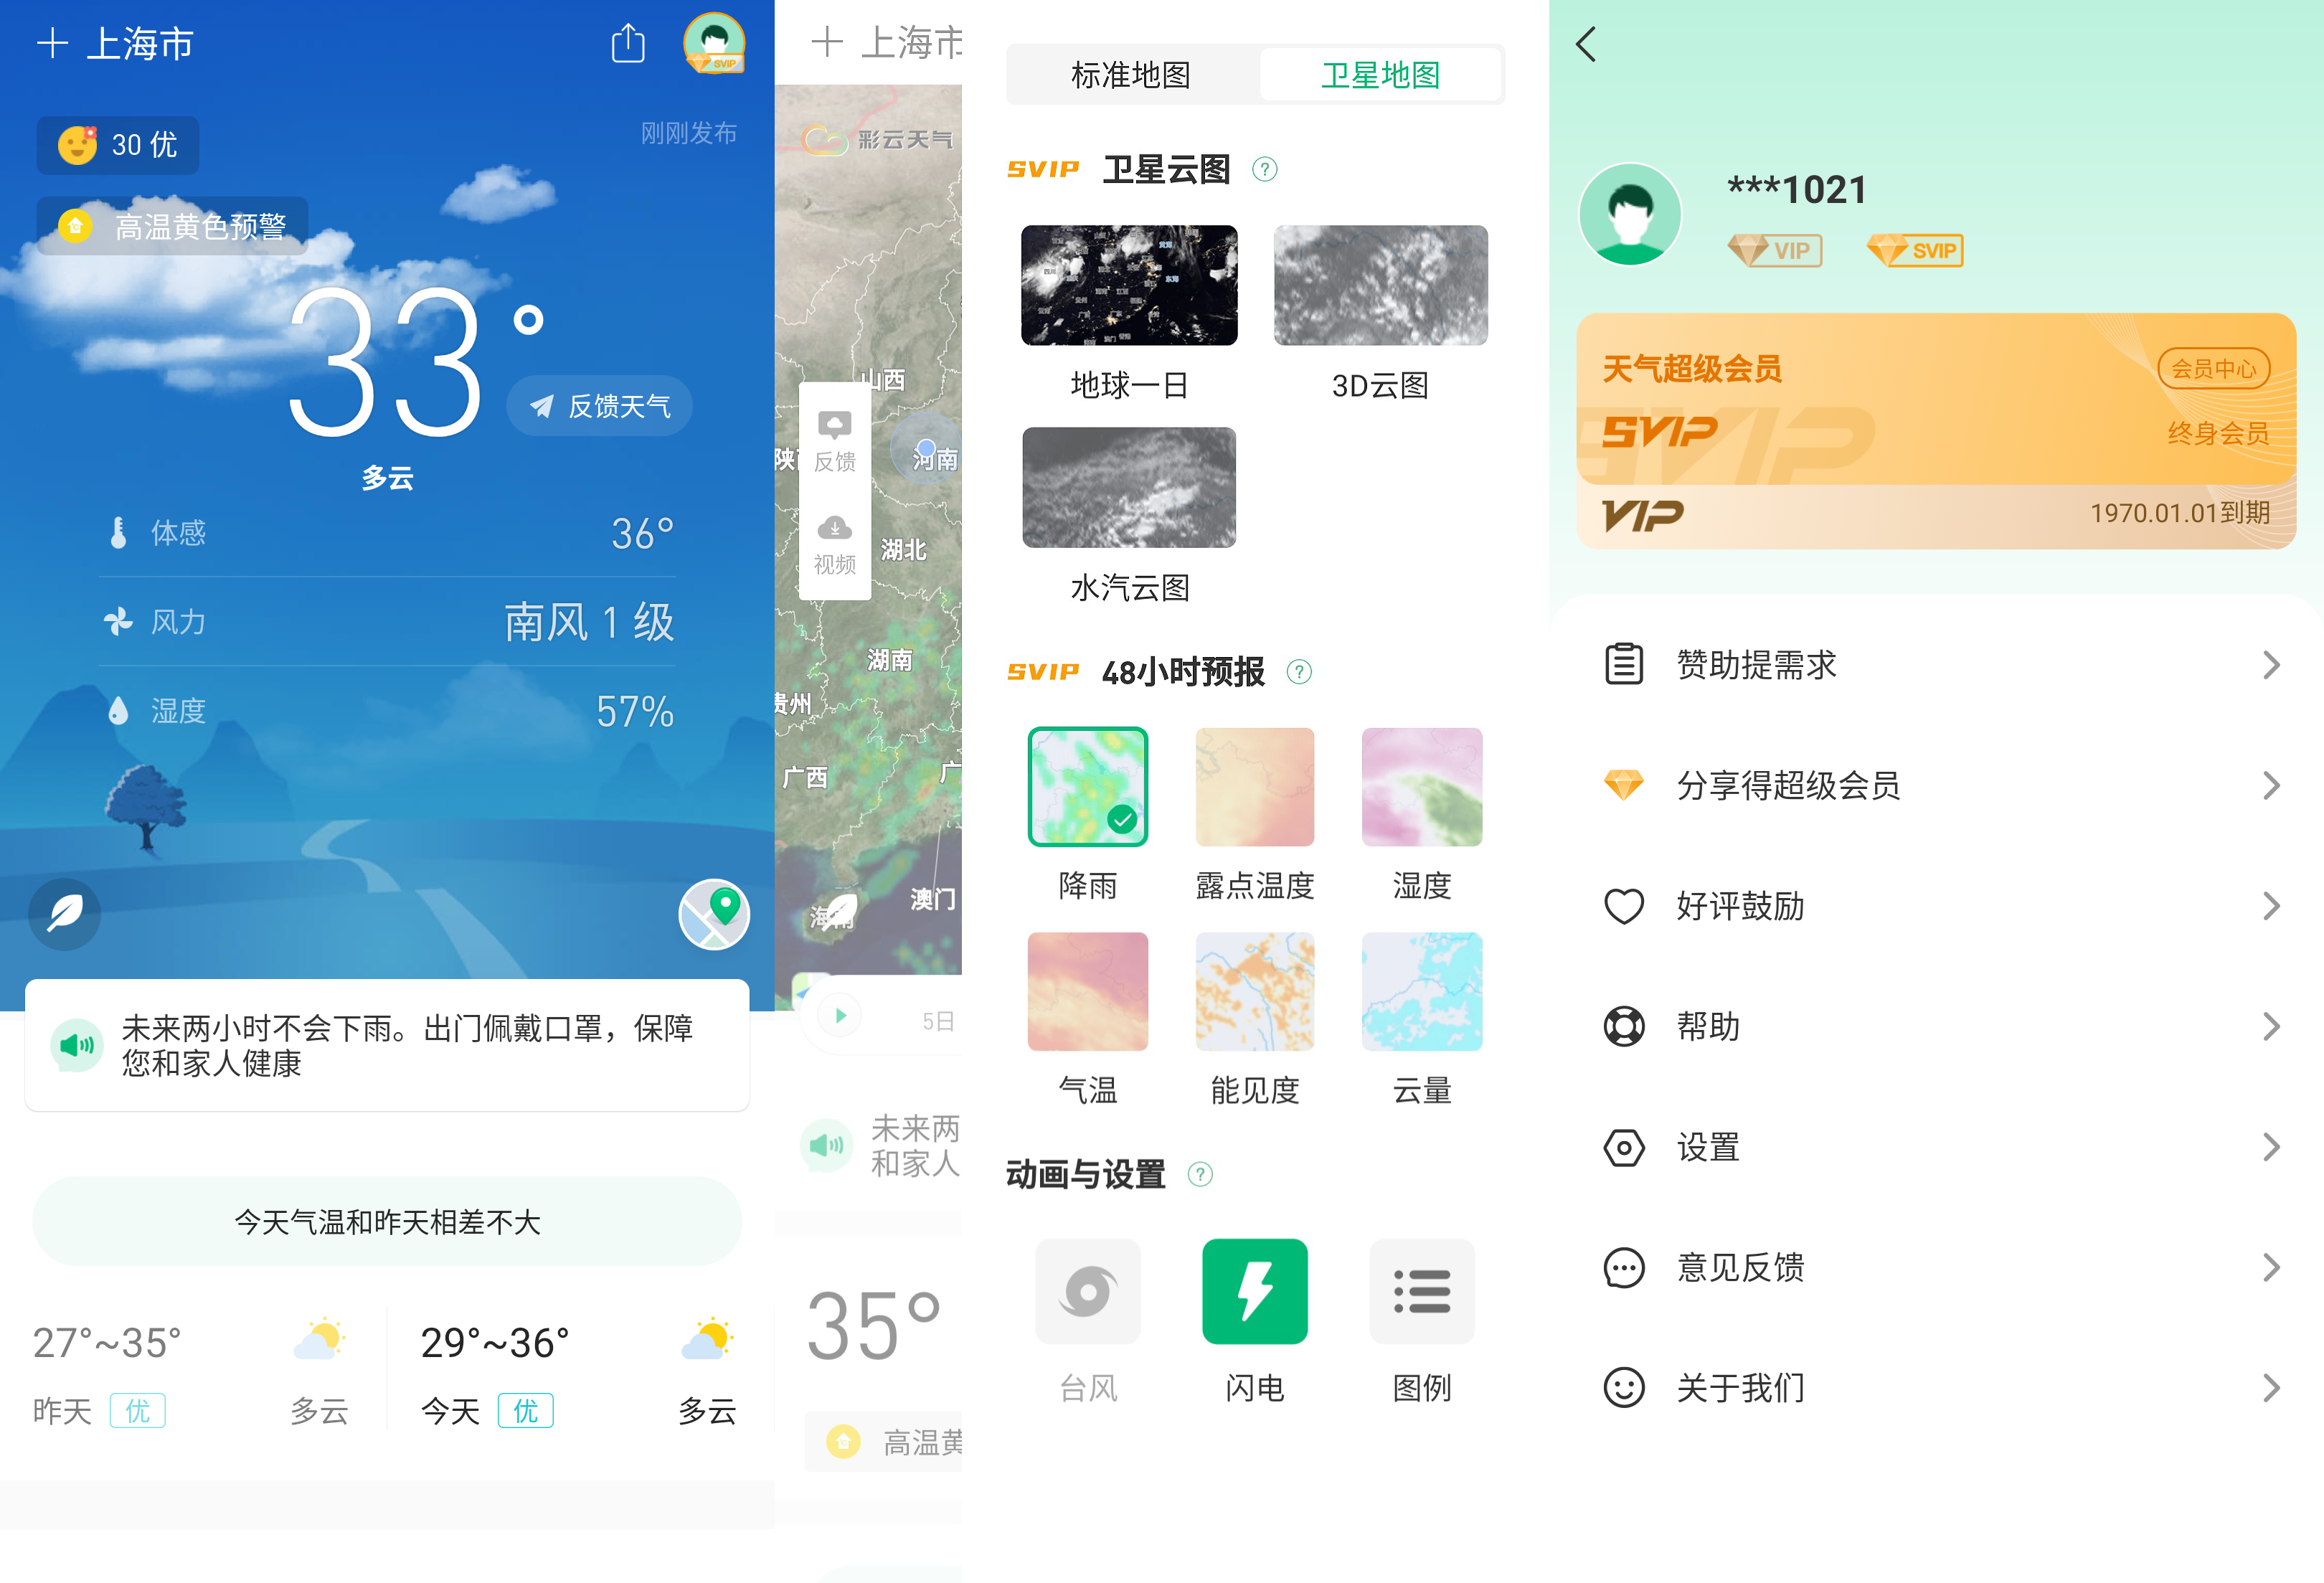 上海市
SVIP
30 优
刚刚发布
高温黄色预警
33°
反馈天气
多云
体感
36°
风力
南风 1 级
湿度
57%
未来两小时不会下雨。出门佩戴口罩，保障
您和家人健康
今天气温和昨天相差不大
27°~35°
昨天
优
多云
29°~36°
今天
优
多云
上海市
彩云天气
山西
反馈
河南
湖北
视频
湖南
贵州
广西
广
澳门
海南
5日
未来两
和家人
35°
高温黄
标准地图
卫星地图
SVIP 卫星云图 ?
地球一日
3D云图
水汽云图
SVIP 48小时预报 ?
降雨
露点温度
湿度
气温
能见度
云量
动画与设置 ?
台风
闪电
图例
***1021
VIP
SVIP
天气超级会员
会员中心
SVIP
终身会员
VIP
1970.01.01到期
赞助提需求
分享得超级会员
好评鼓励
帮助
设置
意见反馈
关于我们